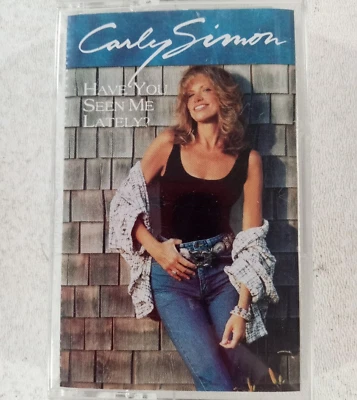 Carly Simon
HAVE YOU
SEEN ME
LATELY?